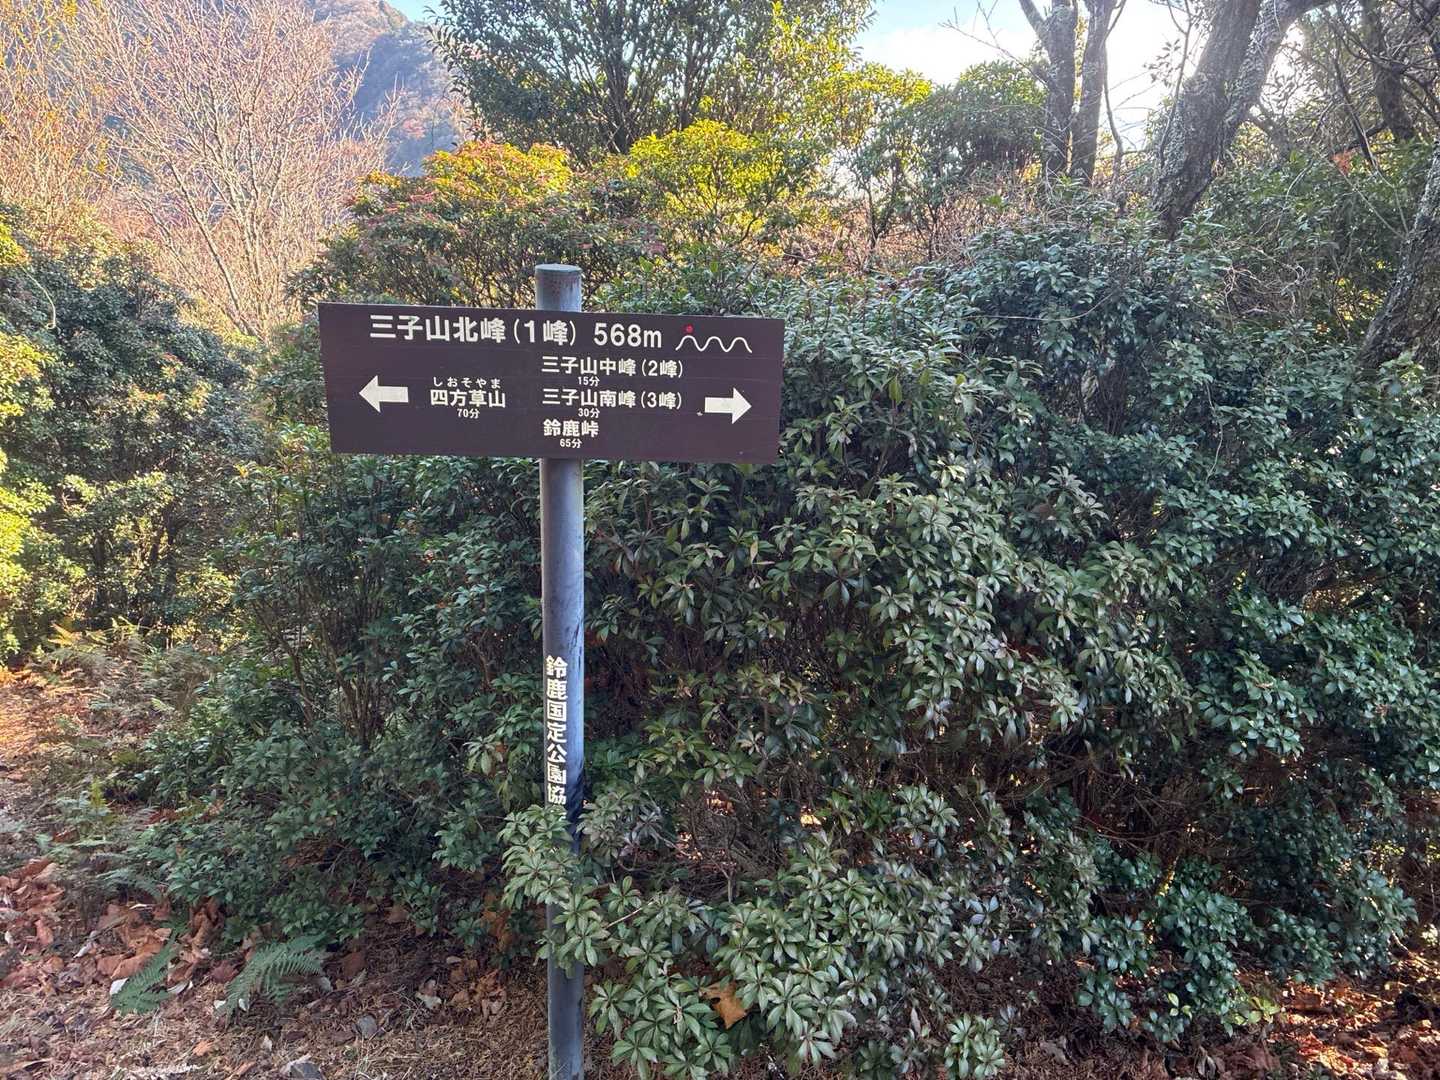 三子山北峰(1峰) 568m
しおそやま
四方草山
70分
三子山中峰(2峰)
15分
三子山南峰(3峰)
30分
鈴鹿峠
65分
鈴鹿国定公園協